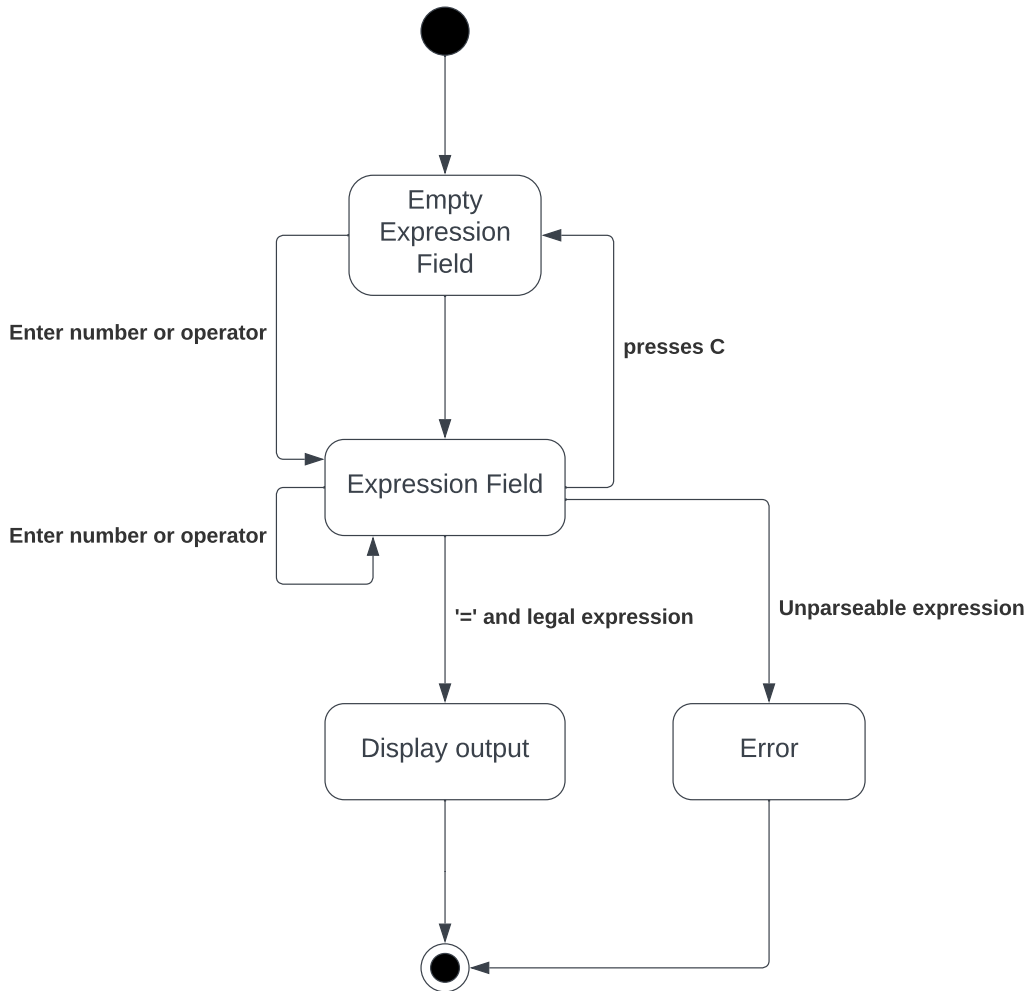 Empty
Expression
Field
Enter number or operator
presses C
Expression Field
Enter number or operator
'=' and legal expression
Unparseable expression
Display output
Error